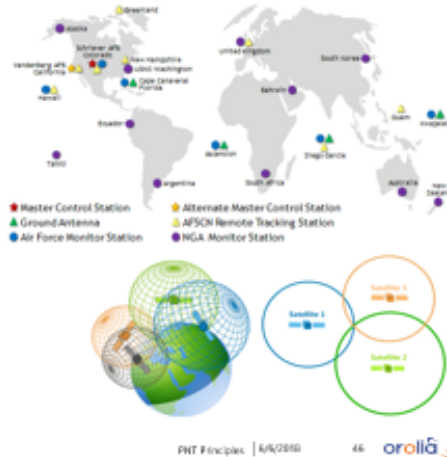 Greenland
Alaska
Schriever AFB
Colorado
Vandenberg AFB
California
New Hampshire
USNO Washington
Cape Canaveral
Florida
Hawaii
United Kingdom
South Korea
Bahrain
Guam
Kwajalein
Ecuador
Ascension
Diego Garcia
Tahiti
Argentina
South Africa
Australia
New
Zealand
Master Control Station
Alternate Master Control Station
Ground Antenna
AFSCN Remote Tracking Station
Air Force Monitor Station
NGA Monitor Station
Satellite 3
Satellite 1
Satellite 2
PNT Principles | 6/6/2018 46 orolia